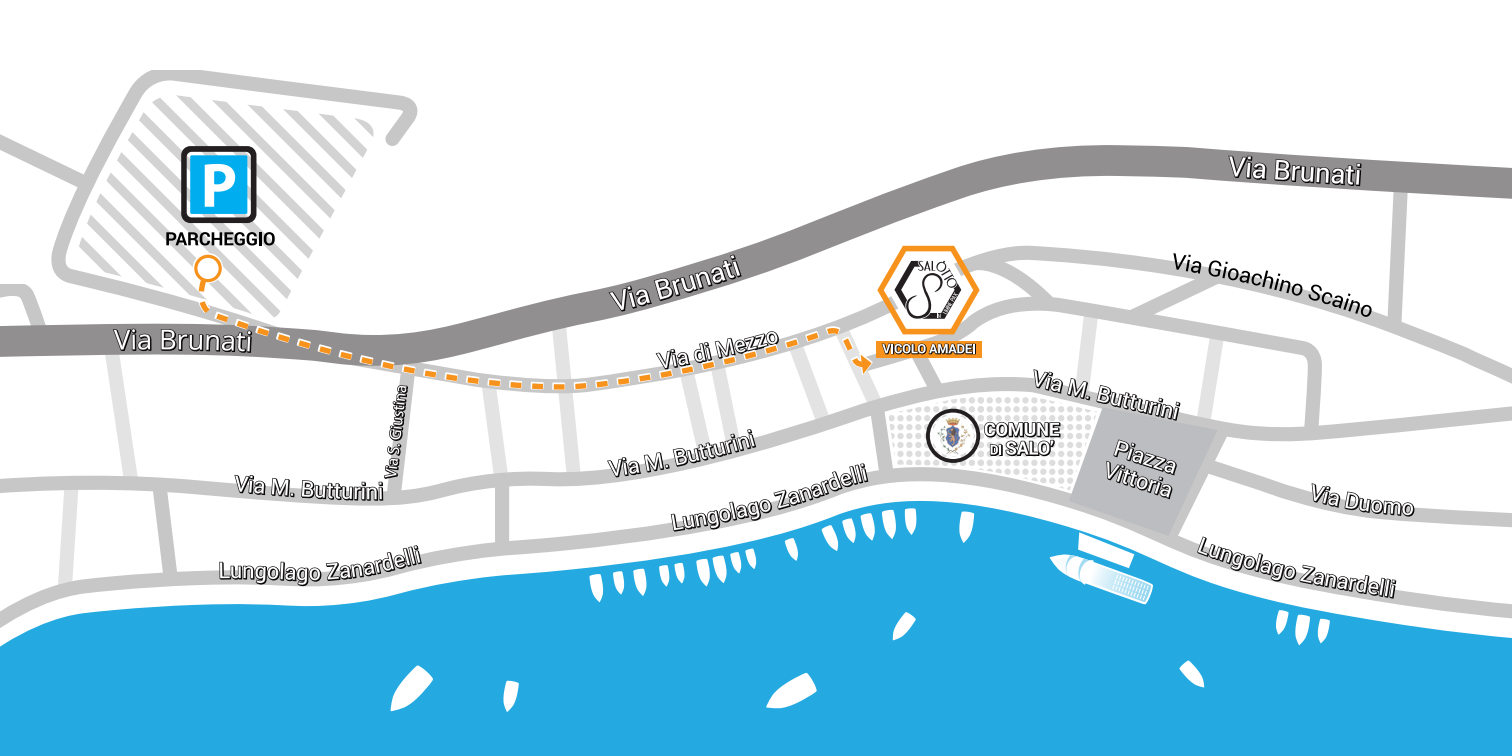 Via Brunati
P
PARCHEGGIO
SALOTTO
Via Brunati
Via Gioachino Scaino
Via Brunati
Via di Mezzo
VICOLO AMADEI
Via S. Giustina
Via M. Butturini
COMUNE
DI SALO'
Via M. Butturini
Piazza
Vittoria
Via M. Butturini
Lungolago Zanardelli
Via Duomo
Lungolago Zanardelli
Lungolago Zanardelli